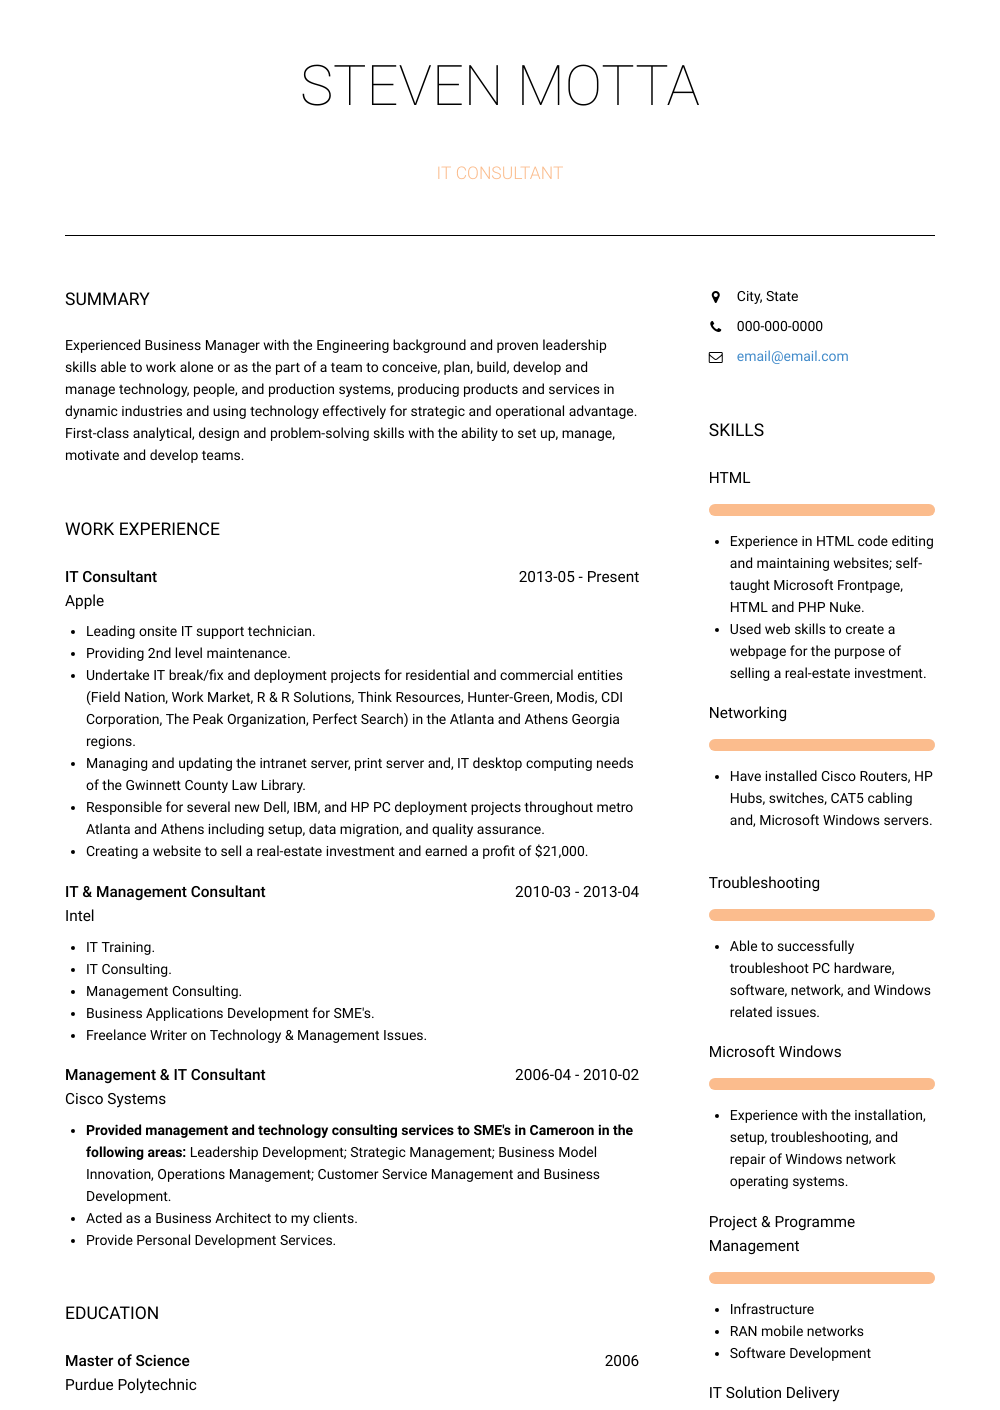 STEVEN MOTTA
IT CONSULTANT
SUMMARY
Experienced Business Manager with the Engineering background and proven leadership
skills able to work alone or as the part of a team to conceive, plan, build, develop and
manage technology, people, and production systems, producing products and services in
dynamic industries and using technology effectively for strategic and operational advantage.
First-class analytical, design and problem-solving skills with the ability to set up, manage,
motivate and develop teams.
WORK EXPERIENCE
IT Consultant 2013-05 - Present
Apple
• Leading onsite IT support technician.
• Providing 2nd level maintenance.
• Undertake IT break/fix and deployment projects for residential and commercial entities
(Field Nation, Work Market, R & R Solutions, Think Resources, Hunter-Green, Modis, CDI
Corporation, The Peak Organization, Perfect Search) in the Atlanta and Athens Georgia
regions.
• Managing and updating the intranet server, print server and, IT desktop computing needs
of the Gwinnett County Law Library.
• Responsible for several new Dell, IBM, and HP PC deployment projects throughout metro
Atlanta and Athens including setup, data migration, and quality assurance.
• Creating a website to sell a real-estate investment and earned a profit of $21,000.
IT & Management Consultant 2010-03 - 2013-04
Intel
• IT Training.
• IT Consulting.
• Management Consulting.
• Business Applications Development for SME's.
• Freelance Writer on Technology & Management Issues.
Management & IT Consultant 2006-04 - 2010-02
Cisco Systems
• Provided management and technology consulting services to SME's in Cameroon in the
following areas: Leadership Development; Strategic Management; Business Model
Innovation, Operations Management; Customer Service Management and Business
Development.
• Acted as a Business Architect to my clients.
• Provide Personal Development Services.
EDUCATION
Master of Science 2006
Purdue Polytechnic
City, State
000-000-0000
email@email.com
SKILLS
HTML
• Experience in HTML code editing
and maintaining websites; self-
taught Microsoft Frontpage,
HTML and PHP Nuke.
• Used web skills to create a
webpage for the purpose of
selling a real-estate investment.
Networking
• Have installed Cisco Routers, HP
Hubs, switches, CAT5 cabling
and, Microsoft Windows servers.
Troubleshooting
• Able to successfully
troubleshoot PC hardware,
software, network, and Windows
related issues.
Microsoft Windows
• Experience with the installation,
setup, troubleshooting, and
repair of Windows network
operating systems.
Project & Programme
Management
• Infrastructure
• RAN mobile networks
• Software Development
IT Solution Delivery